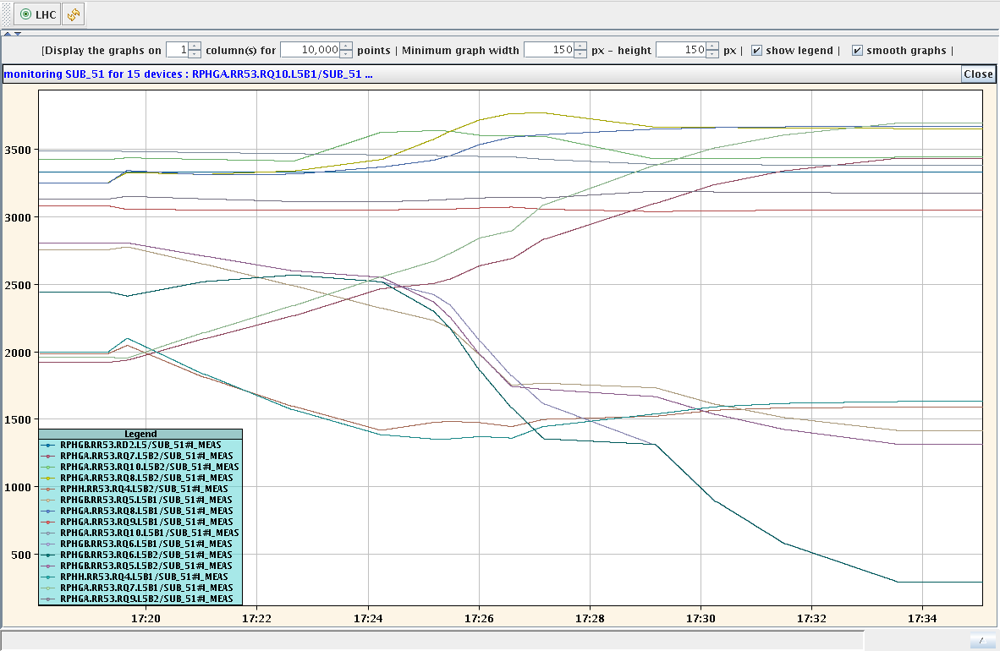 LHC
[Display the graphs on 1 column(s) for 10,000 points | Minimum graph width 150 px - height 150 px | show legend | smooth graphs |
monitoring SUB_51 for 15 devices : RPHGA.RR53.RQ10.L5B1/SUB_51 ... Close
3500
3000
2500
2000
1500
1000
500
Legend
RPHGB.RR53.RD2.L5/SUB_51#I_MEAS
RPHGA.RR53.RQ7.L5B2/SUB_51#I_MEAS
RPHGA.RR53.RQ10.L5B2/SUB_51#I_MEAS
RPHGA.RR53.RQ8.L5B2/SUB_51#I_MEAS
RPHH.RR53.RQ4.L5B2/SUB_51#I_MEAS
RPHGB.RR53.RQ5.L5B1/SUB_51#I_MEAS
RPHGA.RR53.RQ8.L5B1/SUB_51#I_MEAS
RPHGA.RR53.RQ9.L5B1/SUB_51#I_MEAS
RPHGA.RR53.RQ10.L5B1/SUB_51#I_MEAS
RPHGB.RR53.RQ6.L5B1/SUB_51#I_MEAS
RPHGB.RR53.RQ6.L5B2/SUB_51#I_MEAS
RPHGB.RR53.RQ5.L5B2/SUB_51#I_MEAS
RPHH.RR53.RQ4.L5B1/SUB_51#I_MEAS
RPHGA.RR53.RQ7.L5B1/SUB_51#I_MEAS
RPHGA.RR53.RQ9.L5B2/SUB_51#I_MEAS
17:20 17:22 17:24 17:26 17:28 17:30 17:32 17:34